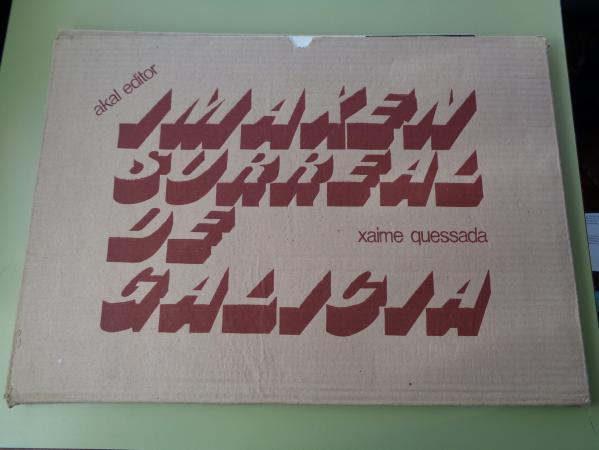 akal editor
IMAXEN
SURREAL
DE
xaime quessada
GALICIA